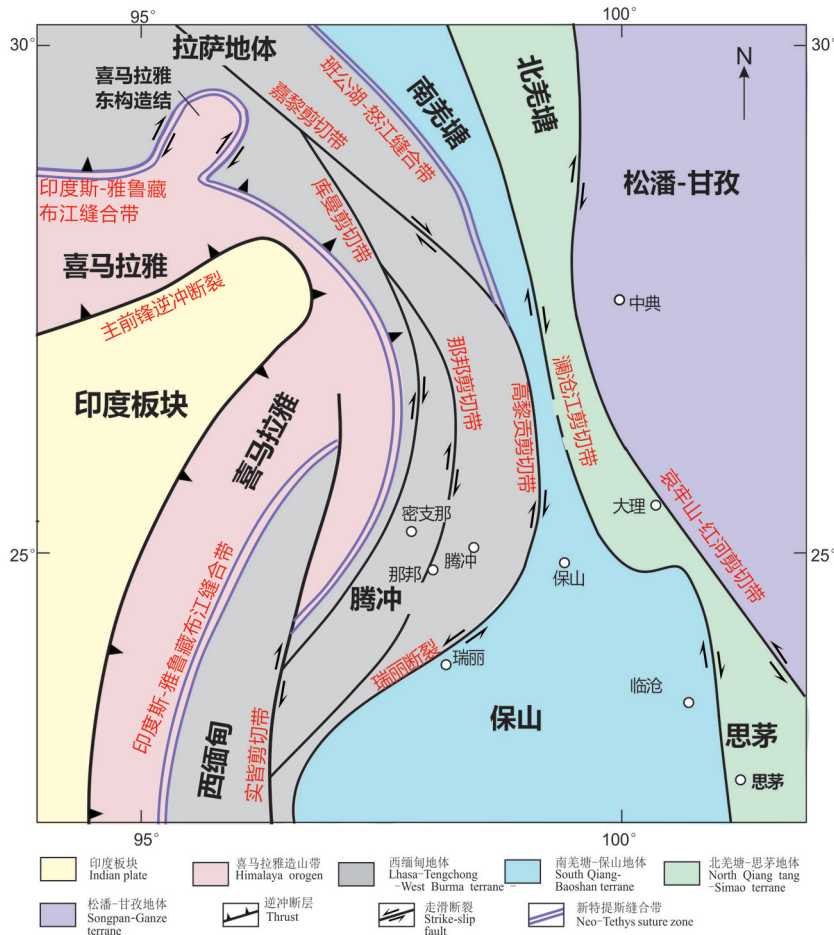 95°
100°
30°
30°
N
拉萨地体
喜马拉雅
东构造结
嘉黎剪切带
班公湖-怒江缝合带
南羌塘
北羌塘
松潘-甘孜
印度斯-雅鲁藏
布江缝合带
库曼剪切带
喜马拉雅
主前锋逆冲断裂
中典
那邦剪切带
高黎贡剪切带
澜沧江剪切带
印度板块
喜马拉雅
哀牢山-红河剪切带
大理
密支那
腾冲
那邦
保山
25°
25°
腾冲
印度斯-雅鲁藏布江缝合带
瑞丽断裂
瑞丽
临沧
保山
西缅甸
实皆剪切带
思茅
思茅
95°
100°
印度板块
Indian plate
喜马拉雅造山带
Himalaya orogen
西缅甸地体
Lhasa-Tengchong
-West Burma terrane -
南羌塘-保山地体
South Qiang-
Baoshan terrane
北羌塘-思茅地体
North Qiang tang
-Simao terrane
松潘-甘孜地体
Songpan-Ganze
terrane
逆冲断层
Thrust
走滑断裂
Strike-slip
fault
新特提斯缝合带
Neo-Tethys suture zone